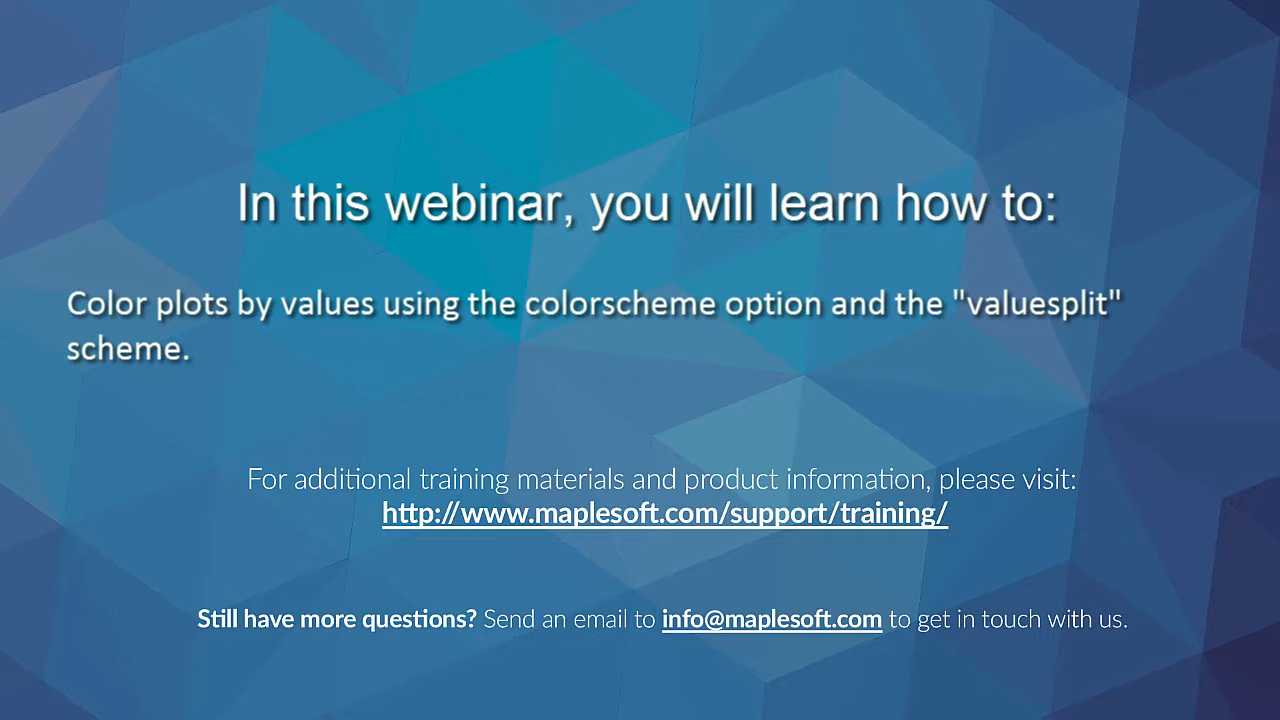 In this webinar, you will learn how to:
Color plots by values using the colorscheme option and the "valuesplit"
scheme.
For additional training materials and product information, please visit:
http://www.maplesoft.com/support/training/
Still have more questions? Send an email to info@maplesoft.com to get in touch with us.